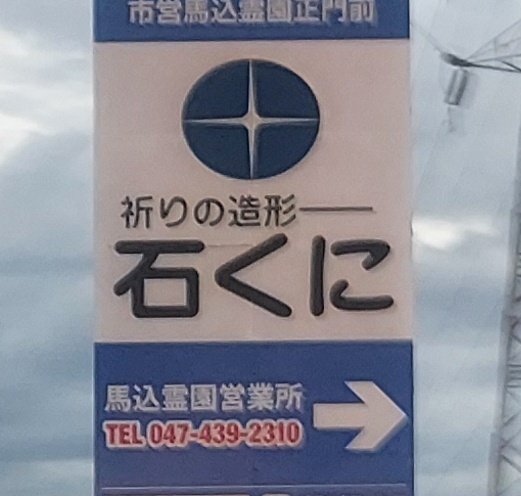 市営馬込霊園正門前
祈りの造形――
石くに
馬込霊園営業所
TEL 047-439-2310